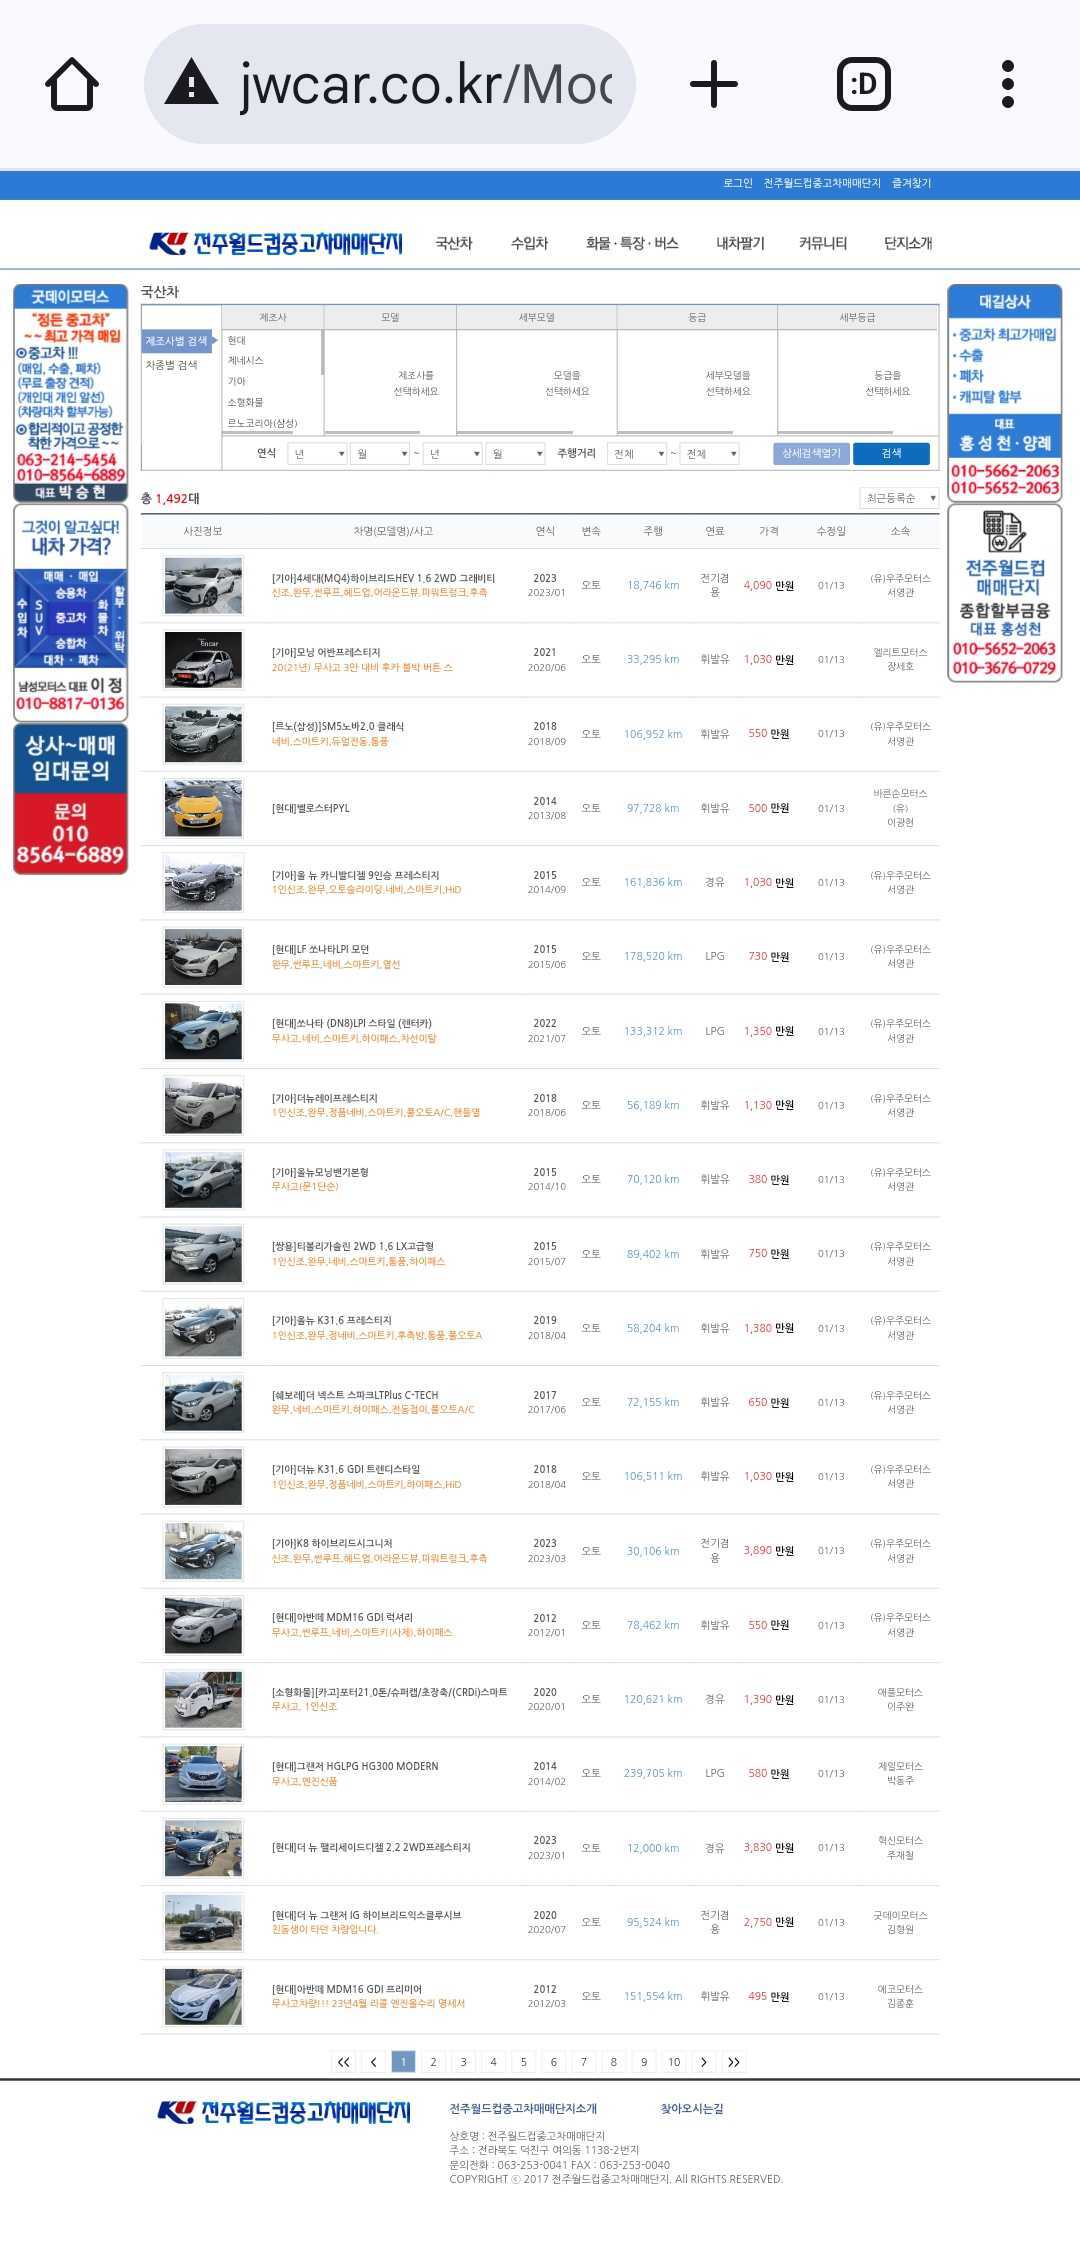 jwcar.co.kr/Mod
:D
로그인 전주월드컵중고차매매단지 즐겨찾기
전주월드컵중고차매매단지 국산차 수입차 화물·특장·버스 내차팔기 커뮤니티 단지소개
굿데이모터스
"정든 중고차"
~~최고 가격 매입
중고차 !!!
(매입, 수출, 폐차)
(무료 출장 견적)
(개인대 개인 알선)
(차량대차 할부가능)
합리적이고 공정한
착한 가격으로~~
063-214-5454
010-8564-6889
대표 박승현
그것이 알고싶다!
내차 가격?
매매 · 매입
승용차
수입차 SUV 중고차 화물차 할부·위탁
승합차
대차 · 폐차
남성모터스 대표 이 정
010-8817-0136
상사~매매
임대문의
문의
010
8564-6889
국산차
제조사 모델 세부모델 등급 세부등급
제조사별 검색
차종별 검색
현대
제네시스
기아
소형화물
르노코리아(삼성)
제조사를 선택하세요
모델을 선택하세요
세부모델을 선택하세요
등급을 선택하세요
연식 년 월 ~ 년 월 주행거리 전체 ~ 전체 상세검색열기 검색
총 1,492대 최근등록순
사진정보 차명(모델명)/사고 연식 변속 주행 연료 가격 수정일 소속
[기아]4세대(MQ4)하이브리드HEV 1.6 2WD 그래비티 2023 오토 18,746 km 전기겸용 4,090 만원 01/13 (유)우주모터스
신조,완무,썬루프,헤드업,어라운드뷰,파워트렁크,후측 2023/01 서영관
Encar
[기아]모닝 어반프레스티지 2021 오토 33,295 km 휘발유 1,030 만원 01/13 엘리트모터스
20(21년) 무사고 3만 내비 후카 블박 버튼 스 2020/06 장세호
[르노(삼성)]SM5노바2.0 클래식 2018 오토 106,952 km 휘발유 550 만원 01/13 (유)우주모터스
네비,스마트키,듀얼전동,통풍 2018/09 서영관
[현대]벨로스터PYL 2014 오토 97,728 km 휘발유 500 만원 01/13 바른손모터스(유)
2013/08 이광현
[기아]올 뉴 카니발디젤 9인승 프레스티지 2015 오토 161,836 km 경유 1,030 만원 01/13 (유)우주모터스
1인신조,완무,오토슬라이딩,네비,스마트키,HiD 2014/09 서영관
[현대]LF 쏘나타LPI 모던 2015 오토 178,520 km LPG 730 만원 01/13 (유)우주모터스
완무,썬루프,네비,스마트키,열선 2015/06 서영관
[현대]쏘나타 (DN8)LPI 스타일 (렌터카) 2022 오토 133,312 km LPG 1,350 만원 01/13 (유)우주모터스
무사고,네비,스마트키,하이패스,차선이탈 2021/07 서영관
[기아]더뉴레이프레스티지 2018 오토 56,189 km 휘발유 1,130 만원 01/13 (유)우주모터스
1인신조,완무,정품네비,스마트키,풀오토A/C,핸들열 2018/06 서영관
[기아]올뉴모닝밴기본형 2015 오토 70,120 km 휘발유 380 만원 01/13 (유)우주모터스
무사고(문1단순) 2014/10 서영관
[쌍용]티볼리가솔린 2WD 1.6 LX고급형 2015 오토 89,402 km 휘발유 750 만원 01/13 (유)우주모터스
1인신조,완무,네비,스마트키,통풍,하이패스 2015/07 서영관
[기아]올뉴 K31.6 프레스티지 2019 오토 58,204 km 휘발유 1,380 만원 01/13 (유)우주모터스
1인신조,완무,정네비,스마트키,후측방,통풍,풀오토A 2018/04 서영관
[쉐보레]더 넥스트 스파크LTPlus C-TECH 2017 오토 72,155 km 휘발유 650 만원 01/13 (유)우주모터스
완무,네비,스마트키,하이패스,전동접이,풀오토A/C 2017/06 서영관
[기아]더뉴 K31.6 GDI 트렌디스타일 2018 오토 106,511 km 휘발유 1,030 만원 01/13 (유)우주모터스
1인신조,완무,정품네비,스마트키,하이패스,HiD 2018/04 서영관
[기아]K8 하이브리드시그니처 2023 오토 30,106 km 전기겸용 3,890 만원 01/13 (유)우주모터스
신조,완무,썬루프,헤드업,어라운드뷰,파워트렁크,후측 2023/03 서영관
[현대]아반떼 MDM16 GDI 럭셔리 2012 오토 78,462 km 휘발유 550 만원 01/13 (유)우주모터스
무사고,썬루프,네비,스마트키(사제),하이패스 2012/01 서영관
[소형화물][카고]포터21.0톤/슈퍼캡/초장축/(CRDi)스마트 2020 오토 120,621 km 경유 1,390 만원 01/13 애플모터스
무사고, 1인신조 2020/01 이주완
[현대]그랜저 HGLPG HG300 MODERN 2014 오토 239,705 km LPG 580 만원 01/13 제일모터스
무사고,엔진신품 2014/02 박동주
[현대]더 뉴 팰리세이드디젤 2.2 2WD프레스티지 2023 오토 12,000 km 경유 3,830 만원 01/13 혁신모터스
2023/01 주재철
[현대]더 뉴 그랜저 IG 하이브리드익스클루시브 2020 오토 95,524 km 전기겸용 2,750 만원 01/13 굿데이모터스
친동생이 타던 차량입니다. 2020/07 김형원
[현대]아반떼 MDM16 GDI 프리미어 2012 오토 151,554 km 휘발유 495 만원 01/13 에코모터스
무사고차량!!! 23년4월 리콜 엔진올수리 명세서 2012/03 김종훈
<< < 1 2 3 4 5 6 7 8 9 10 > >>
대길상사
· 중고차 최고가매입
· 수출
· 폐차
· 캐피탈 할부
대표
홍 성 천 · 양례
010-5662-2063
010-5652-2063
전주월드컵
매매단지
종합할부금융
대표 홍성천
010-5652-2063
010-3676-0729
전주월드컵중고차매매단지 전주월드컵중고차매매단지소개 찾아오시는길
상호명 : 전주월드컵중고차매매단지
주소 : 전라북도 덕진구 여의동 1138-2번지
문의전화 : 063-253-0041 FAX : 063-253-0040
COPYRIGHT ⓒ 2017 전주월드컵중고차매매단지. All RIGHTS RESERVED.